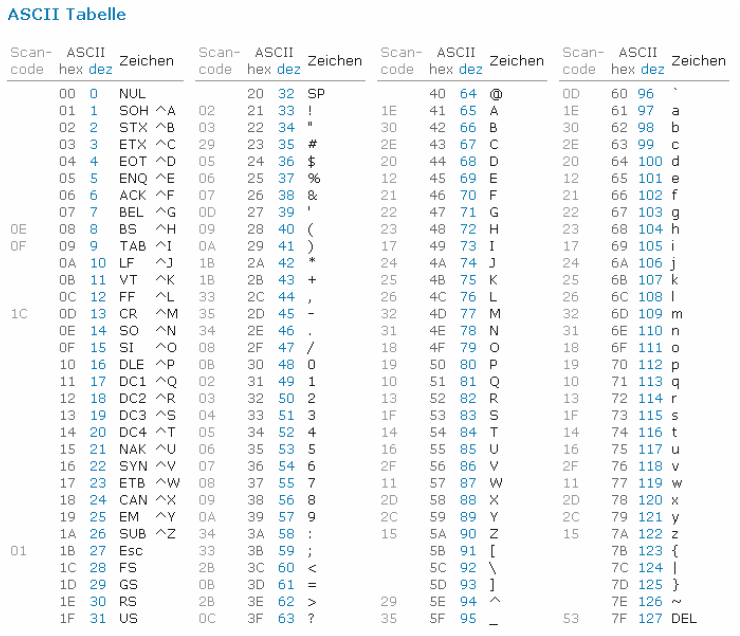 ASCII Tabelle
Scan- ASCII Zeichen Scan- ASCII Zeichen Scan- ASCII Zeichen Scan- ASCII Zeichen
code hex dez code hex dez code hex dez code hex dez
00 0 NUL 20 32 SP 40 64 @ 0D 60 96 `
01 1 SOH ^A 02 21 33 ! 1E 41 65 A 1E 61 97 a
02 2 STX ^B 03 22 34 " 30 42 66 B 30 62 98 b
03 3 ETX ^C 29 23 35 # 2E 43 67 C 2E 63 99 c
04 4 EOT ^D 05 24 36 $ 20 44 68 D 20 64 100 d
05 5 ENQ ^E 06 25 37 % 12 45 69 E 12 65 101 e
06 6 ACK ^F 07 26 38 & 21 46 70 F 21 66 102 f
07 7 BEL ^G 0D 27 39 ' 22 47 71 G 22 67 103 g
0E 08 8 BS ^H 09 28 40 ( 23 48 72 H 23 68 104 h
0F 09 9 TAB ^I 0A 29 41 ) 17 49 73 I 17 69 105 i
0A 10 LF ^J 1B 2A 42 * 24 4A 74 J 24 6A 106 j
0B 11 VT ^K 1B 2B 43 + 25 4B 75 K 25 6B 107 k
0C 12 FF ^L 33 2C 44 , 26 4C 76 L 26 6C 108 l
1C 0D 13 CR ^M 35 2D 45 - 32 4D 77 M 32 6D 109 m
0E 14 SO ^N 34 2E 46 . 31 4E 78 N 31 6E 110 n
0F 15 SI ^O 08 2F 47 / 18 4F 79 O 18 6F 111 o
10 16 DLE ^P 0B 30 48 0 19 50 80 P 19 70 112 p
11 17 DC1 ^Q 02 31 49 1 10 51 81 Q 10 71 113 q
12 18 DC2 ^R 03 32 50 2 13 52 82 R 13 72 114 r
13 19 DC3 ^S 04 33 51 3 1F 53 83 S 1F 73 115 s
14 20 DC4 ^T 05 34 52 4 14 54 84 T 14 74 116 t
15 21 NAK ^U 06 35 53 5 16 55 85 U 16 75 117 u
16 22 SYN ^V 07 36 54 6 2F 56 86 V 2F 76 118 v
17 23 ETB ^W 08 37 55 7 11 57 87 W 11 77 119 w
18 24 CAN ^X 09 38 56 8 2D 58 88 X 2D 78 120 x
19 25 EM ^Y 0A 39 57 9 2C 59 89 Y 2C 79 121 y
1A 26 SUB ^Z 34 3A 58 : 15 5A 90 Z 15 7A 122 z
01 1B 27 Esc 33 3B 59 ; 5B 91 [ 7B 123 {
1C 28 FS 2B 3C 60 < 5C 92 \ 7C 124 |
1D 29 GS 0B 3D 61 = 5D 93 ] 7D 125 }
1E 30 RS 2B 3E 62 > 29 5E 94 ^ 7E 126 ~
1F 31 US 0C 3F 63 ? 35 5F 95 _ 53 7F 127 DEL